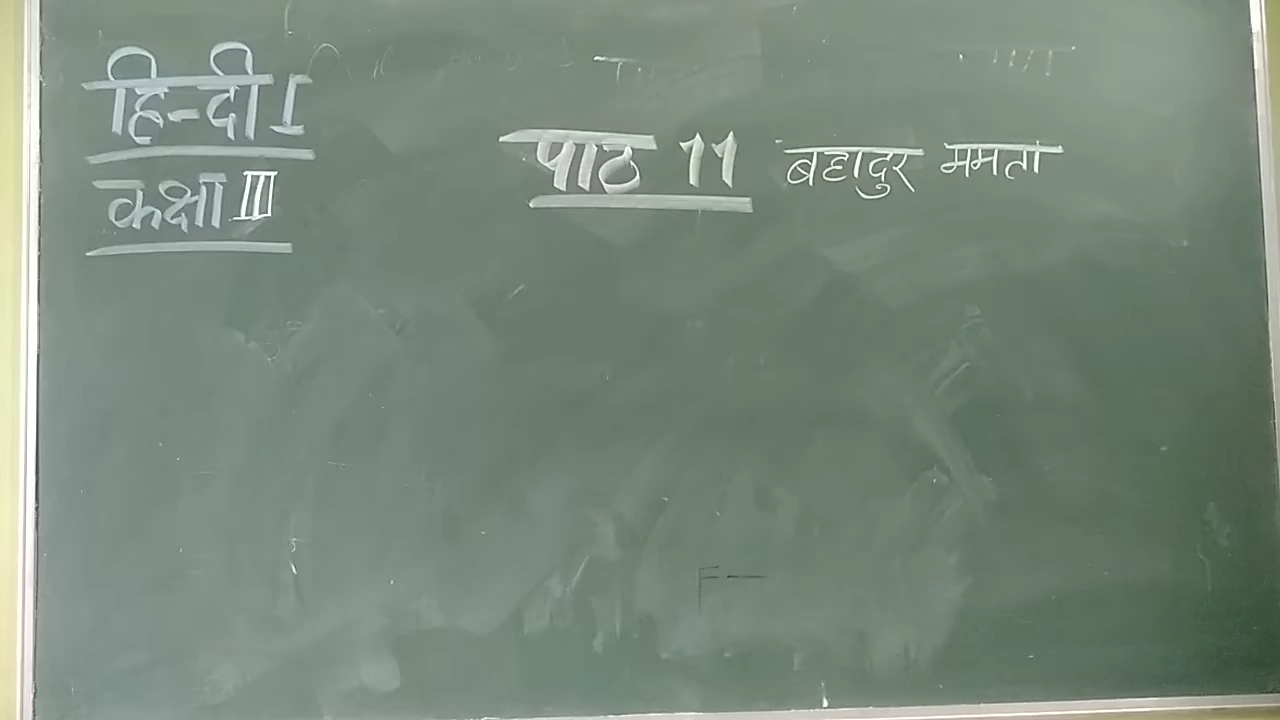 हिन्दी I
कक्षा III
पाठ 11 बहादुर ममता
F—